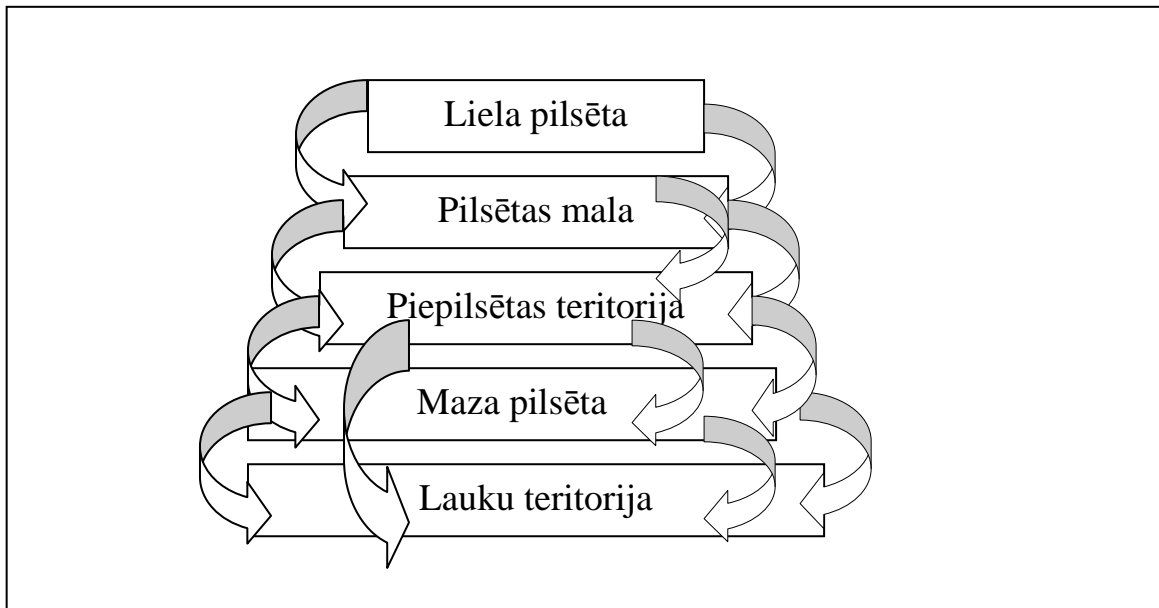 Liela pilsēta
Pilsētas mala
Piepilsētas teritorija
Maza pilsēta
Lauku teritorija